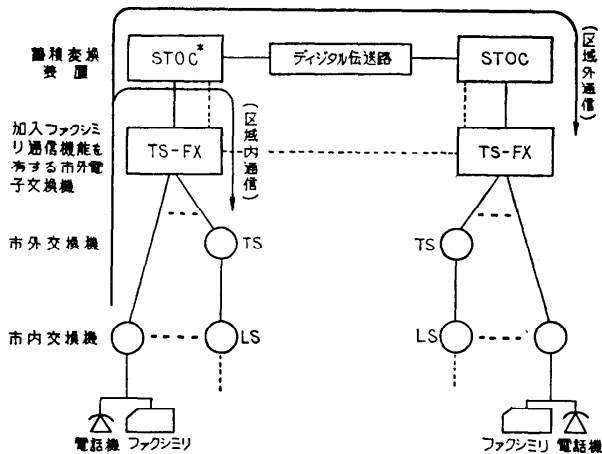 蓄積変換
装置
STOC*
ディジタル伝送路
STOC
(区域外通信)
(区域内通信)
加入ファクシミ
リ通信機能を
有する市外電
子交換機
TS-FX
TS-FX
市外交換機
TS
TS
市内交換機
LS
LS
電話機
ファクシミリ
ファクシミリ
電話機